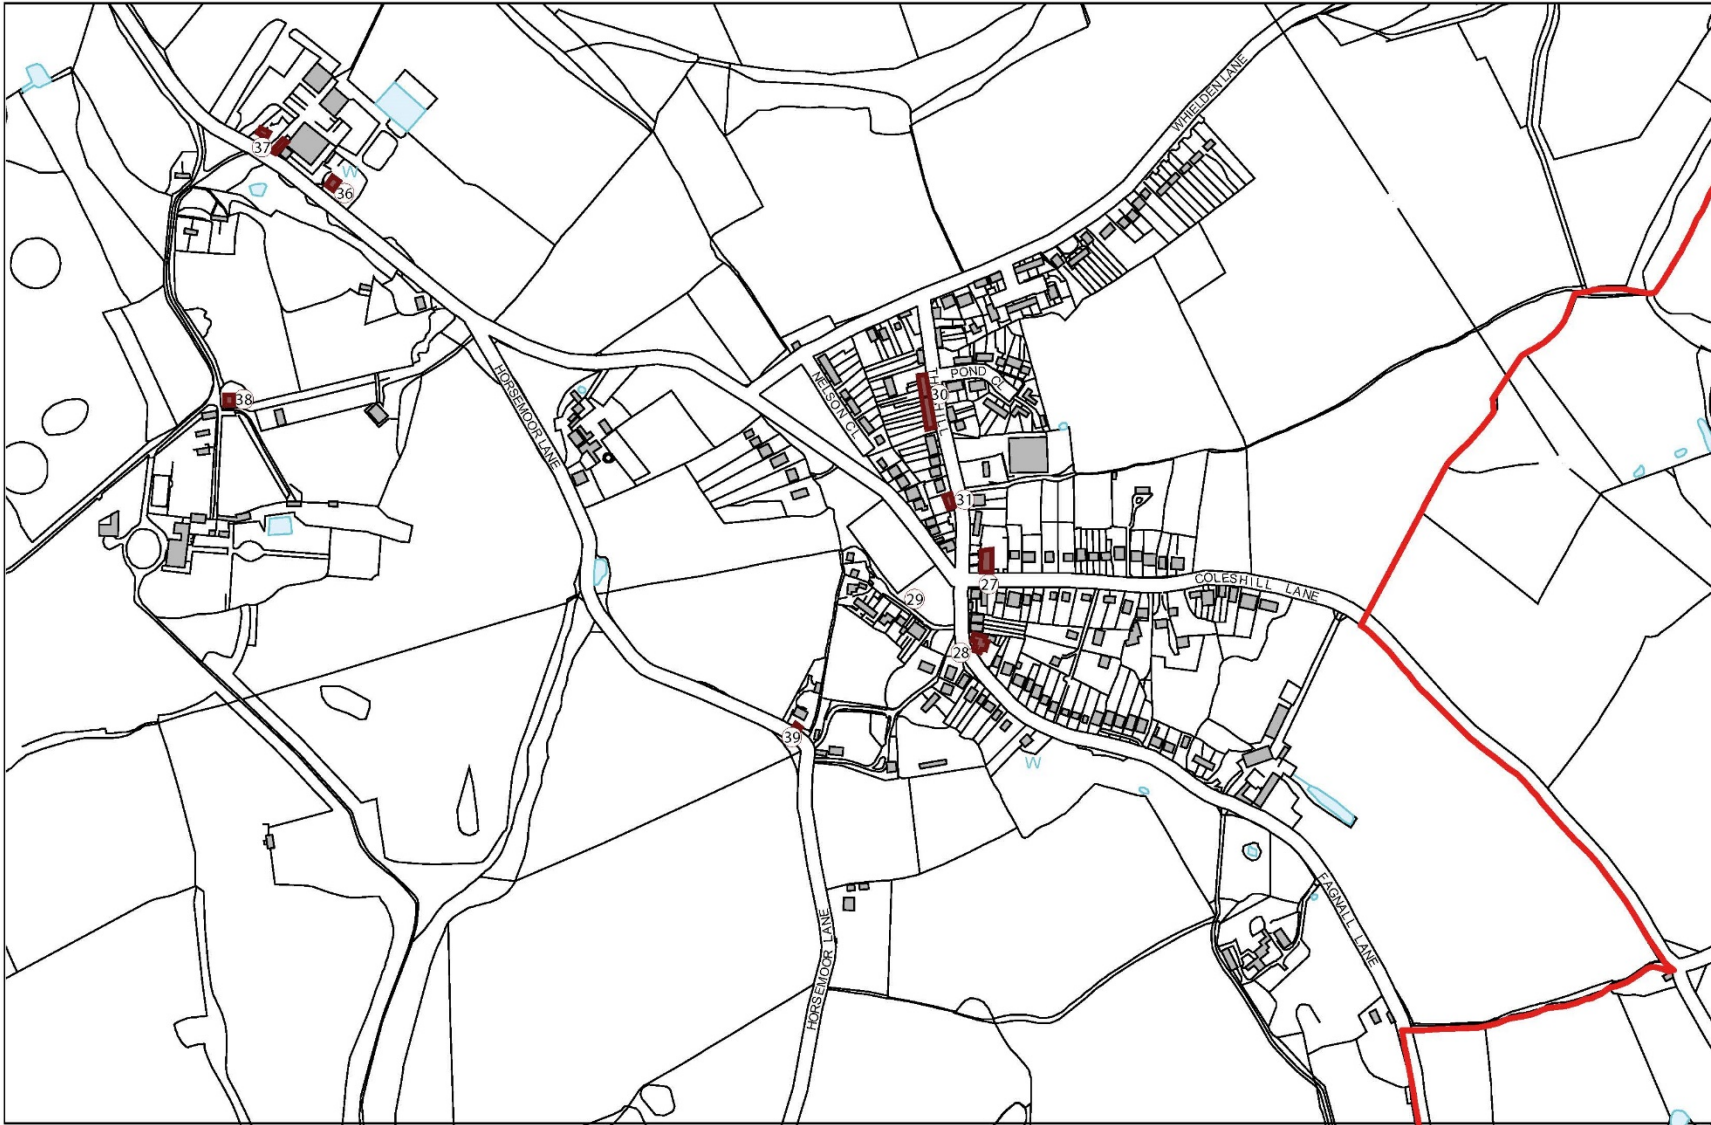 WHIELDEN LANE
37
W
36
HORSEMOOR LANE
38
NELSON CL
POND CL
30
THE HILL
31
COLESHILL LANE
27
29
28
39
W
FAGNALL LANE
HORSEMOOR LANE